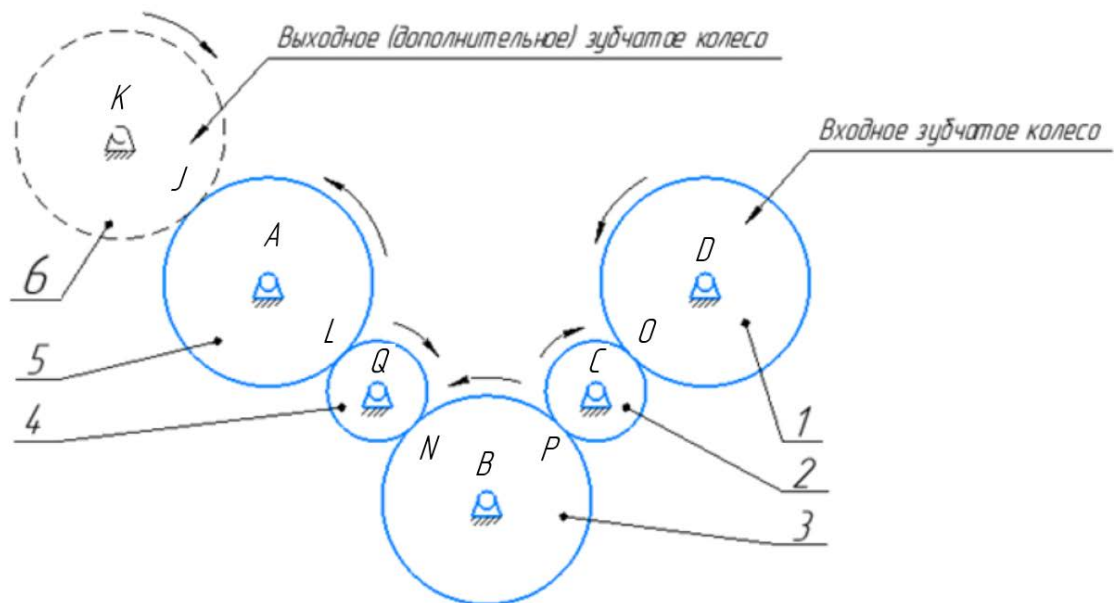 Выходное (дополнительное) зубчатое колесо
K
Входное зубчатое колесо
J
A
D
6
L
O
Q
C
5
4
1
N
B
P
2
3